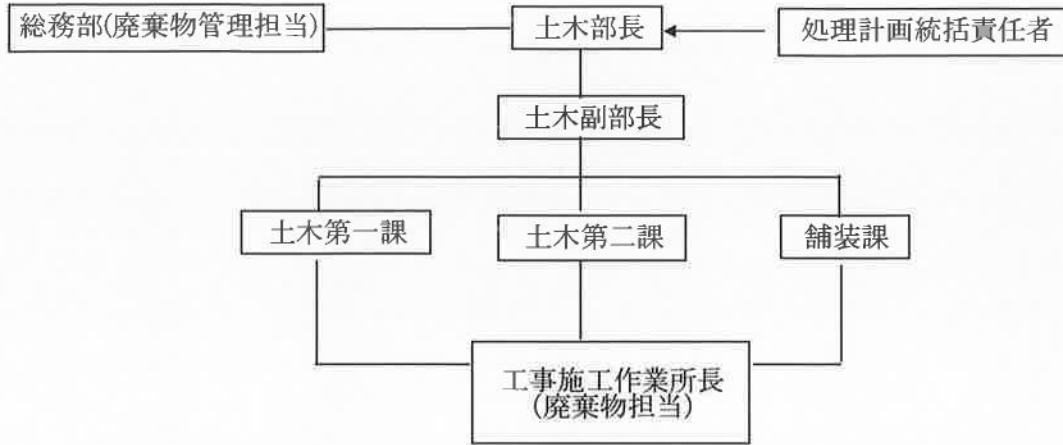 総務部(廃棄物管理担当)
土木部長
処理計画統括責任者
土木副部長
土木第一課
土木第二課
舗装課
工事施工作業所長
(廃棄物担当)